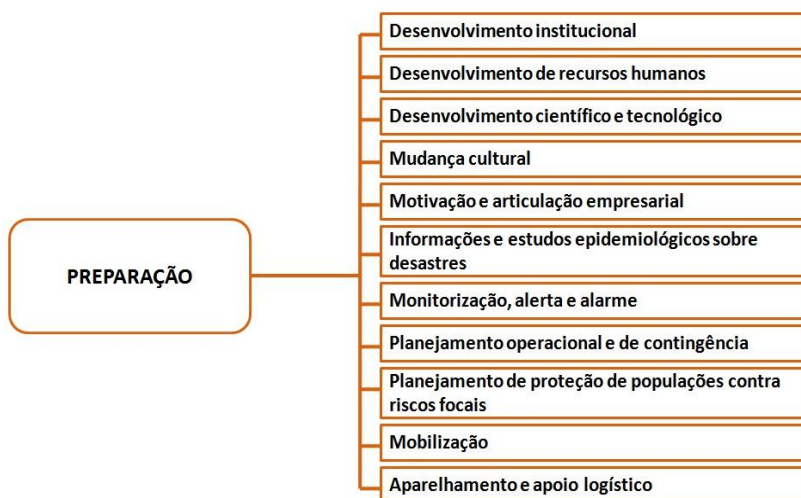 PREPARAÇÃO
Desenvolvimento institucional
Desenvolvimento de recursos humanos
Desenvolvimento científico e tecnológico
Mudança cultural
Motivação e articulação empresarial
Informações e estudos epidemiológicos sobre
desastres
Monitorização, alerta e alarme
Planejamento operacional e de contingência
Planejamento de proteção de populações contra
riscos focais
Mobilização
Aparelhamento e apoio logístico